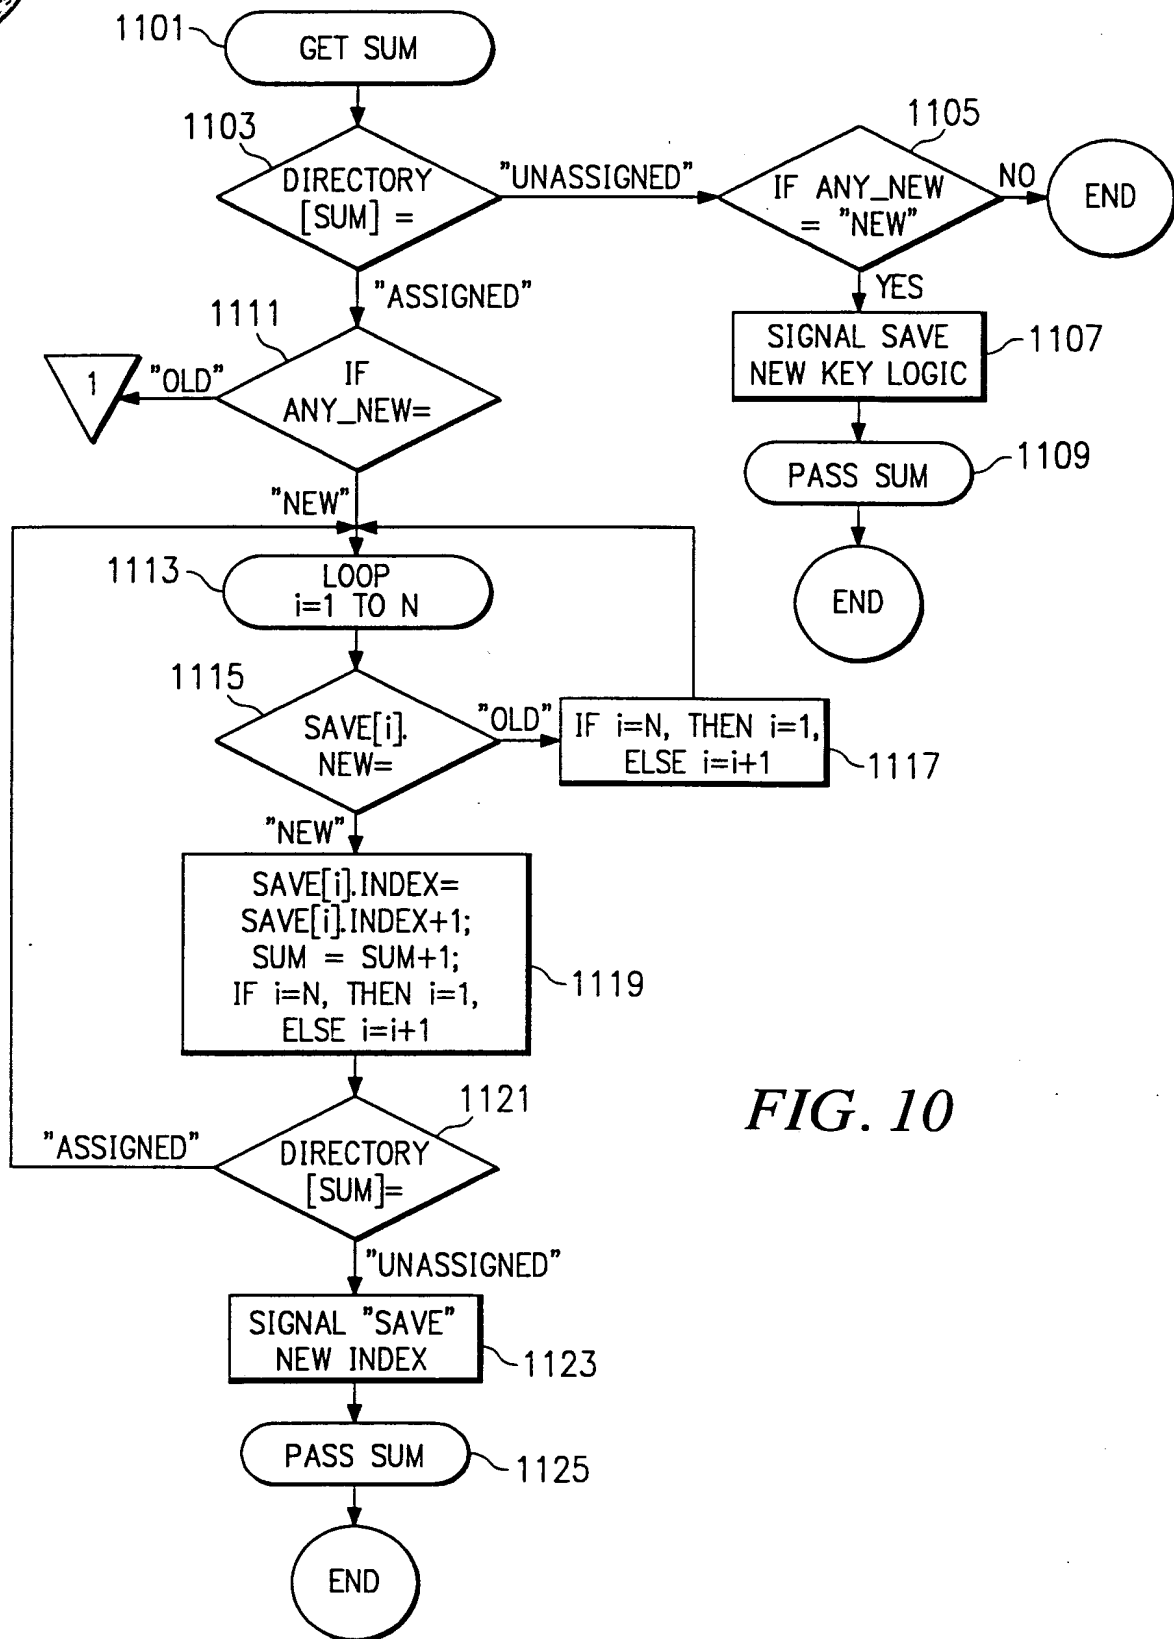 1101
GET SUM
1103
DIRECTORY
[SUM] =
"UNASSIGNED"
1105
IF ANY_NEW
= "NEW"
NO
END
"ASSIGNED"
YES
SIGNAL SAVE
NEW KEY LOGIC
1107
1111
IF
ANY_NEW=
"OLD"
1
PASS SUM
1109
"NEW"
END
1113
LOOP
i=1 TO N
1115
SAVE[i].
NEW=
"OLD"
IF i=N, THEN i=1,
ELSE i=i+1
1117
"NEW"
SAVE[i].INDEX=
SAVE[i].INDEX+1;
SUM = SUM+1;
IF i=N, THEN i=1,
ELSE i=i+1
1119
1121
"ASSIGNED"
DIRECTORY
[SUM]=
FIG. 10
"UNASSIGNED"
SIGNAL "SAVE"
NEW INDEX
1123
PASS SUM
1125
END